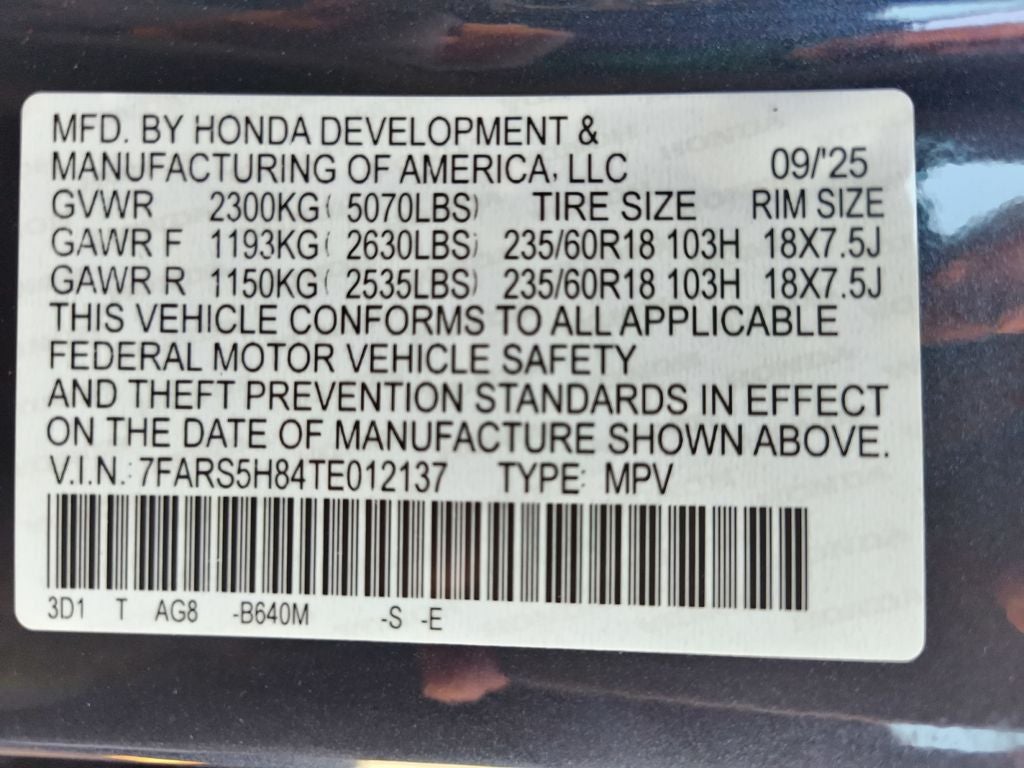 MFD. BY HONDA DEVELOPMENT &
MANUFACTURING OF AMERICA, LLC 09/'25
GVWR 2300KG( 5070LBS) TIRE SIZE RIM SIZE
GAWR F 1193KG( 2630LBS) 235/60R18 103H 18X7.5J
GAWR R 1150KG( 2535LBS) 235/60R18 103H 18X7.5J
THIS VEHICLE CONFORMS TO ALL APPLICABLE
FEDERAL MOTOR VEHICLE SAFETY
AND THEFT PREVENTION STANDARDS IN EFFECT
ON THE DATE OF MANUFACTURE SHOWN ABOVE.
V.I.N.: 7FARS5H84TE012137 TYPE: MPV
3D1 T AG8 -B640M -S -E